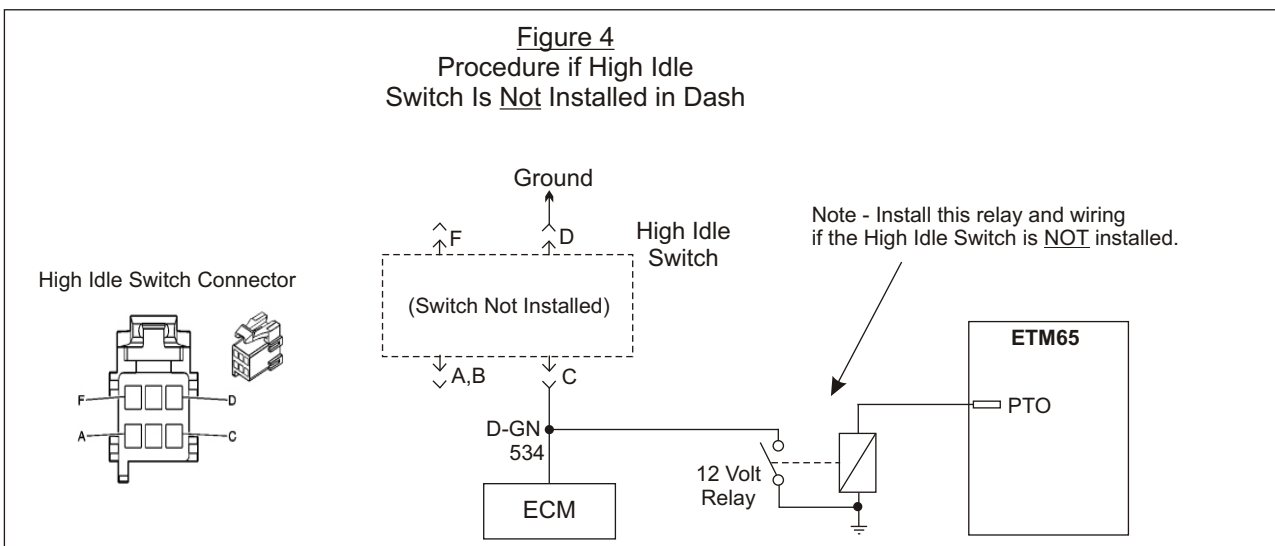 Figure 4
Procedure if High Idle
Switch Is Not Installed in Dash
Ground
F
D
High Idle
Switch
Note - Install this relay and wiring
if the High Idle Switch is NOT installed.
High Idle Switch Connector
(Switch Not Installed)
ETM65
A,B
C
PTO
F
D
A
C
D-GN
534
12 Volt
Relay
ECM